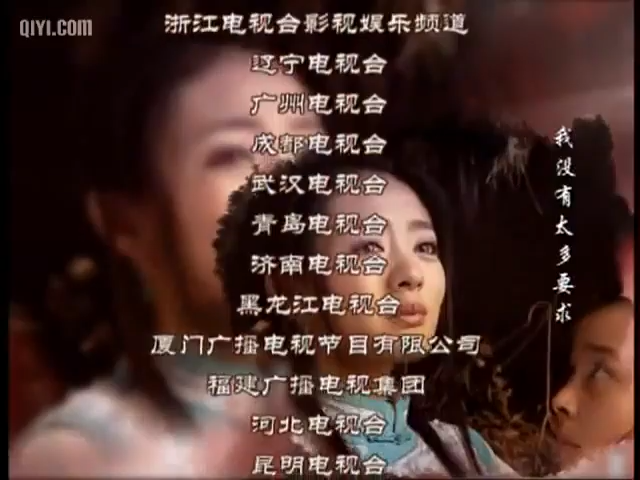 QIYI.COM
浙江电视台影视娱乐频道
辽宁电视台
广州电视台
成都电视台
武汉电视台
青岛电视台
济南电视台
黑龙江电视台
厦门广播电视节目有限公司
福建广播电视集团
河北电视台
昆明电视台
我没有太多要求